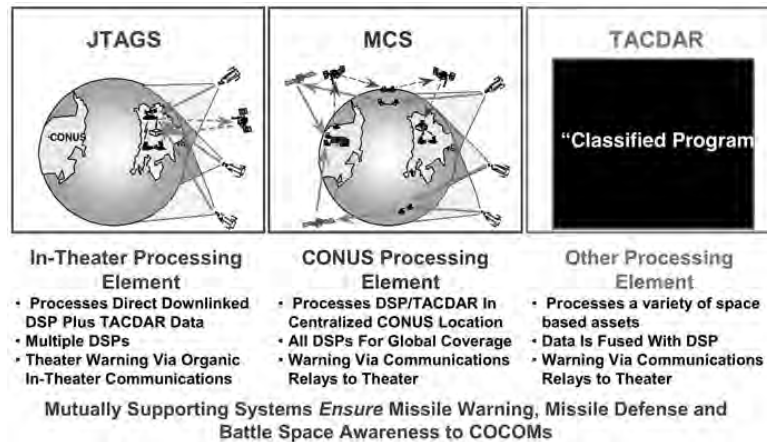 JTAGS
CONUS
In-Theater Processing
Element
• Processes Direct Downlinked
DSP Plus TACDAR Data
• Multiple DSPs
• Theater Warning Via Organic
In-Theater Communications
MCS
CONUS Processing
Element
• Processes DSP/TACDAR In
Centralized CONUS Location
• All DSPs For Global Coverage
• Warning Via Communications
Relays to Theater
TACDAR
“Classified Program
Other Processing
Element
• Processes a variety of space
based assets
• Data Is Fused With DSP
• Warning Via Communications
Relays to Theater
Mutually Supporting Systems Ensure Missile Warning, Missile Defense and
Battle Space Awareness to COCOMs